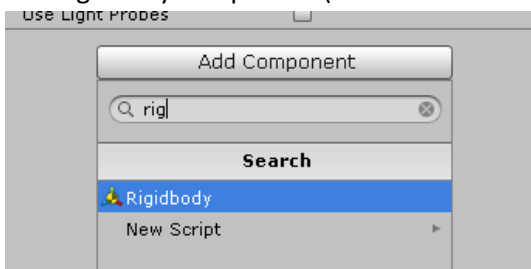 Use Light Probes
Add Component
rig
Search
Rigidbody
New Script